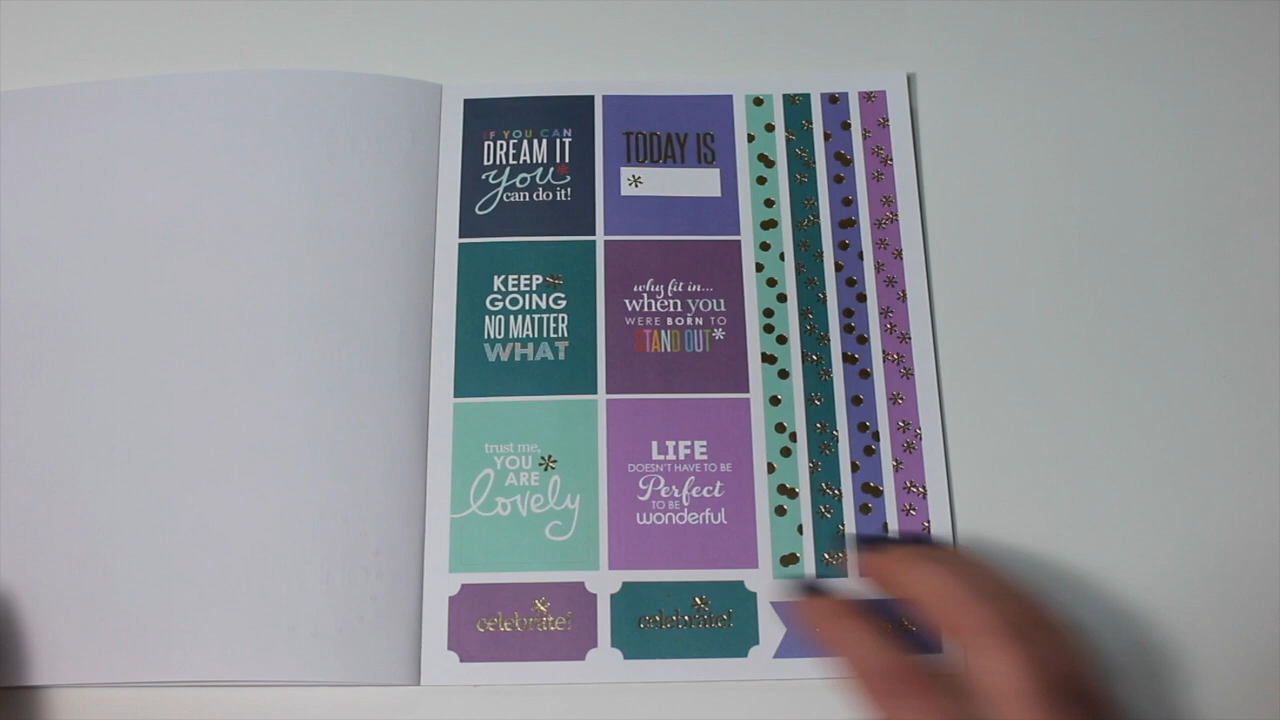 IF YOU CAN
DREAM IT
you
can do it!
TODAY IS
KEEP
GOING
NO MATTER
WHAT
why fit in...
when you
WERE BORN TO
STAND OUT*
trust me,
YOU
ARE
lovely
LIFE
DOESN'T HAVE TO BE
Perfect
TO BE
wonderful
celebrate!
celebrate!